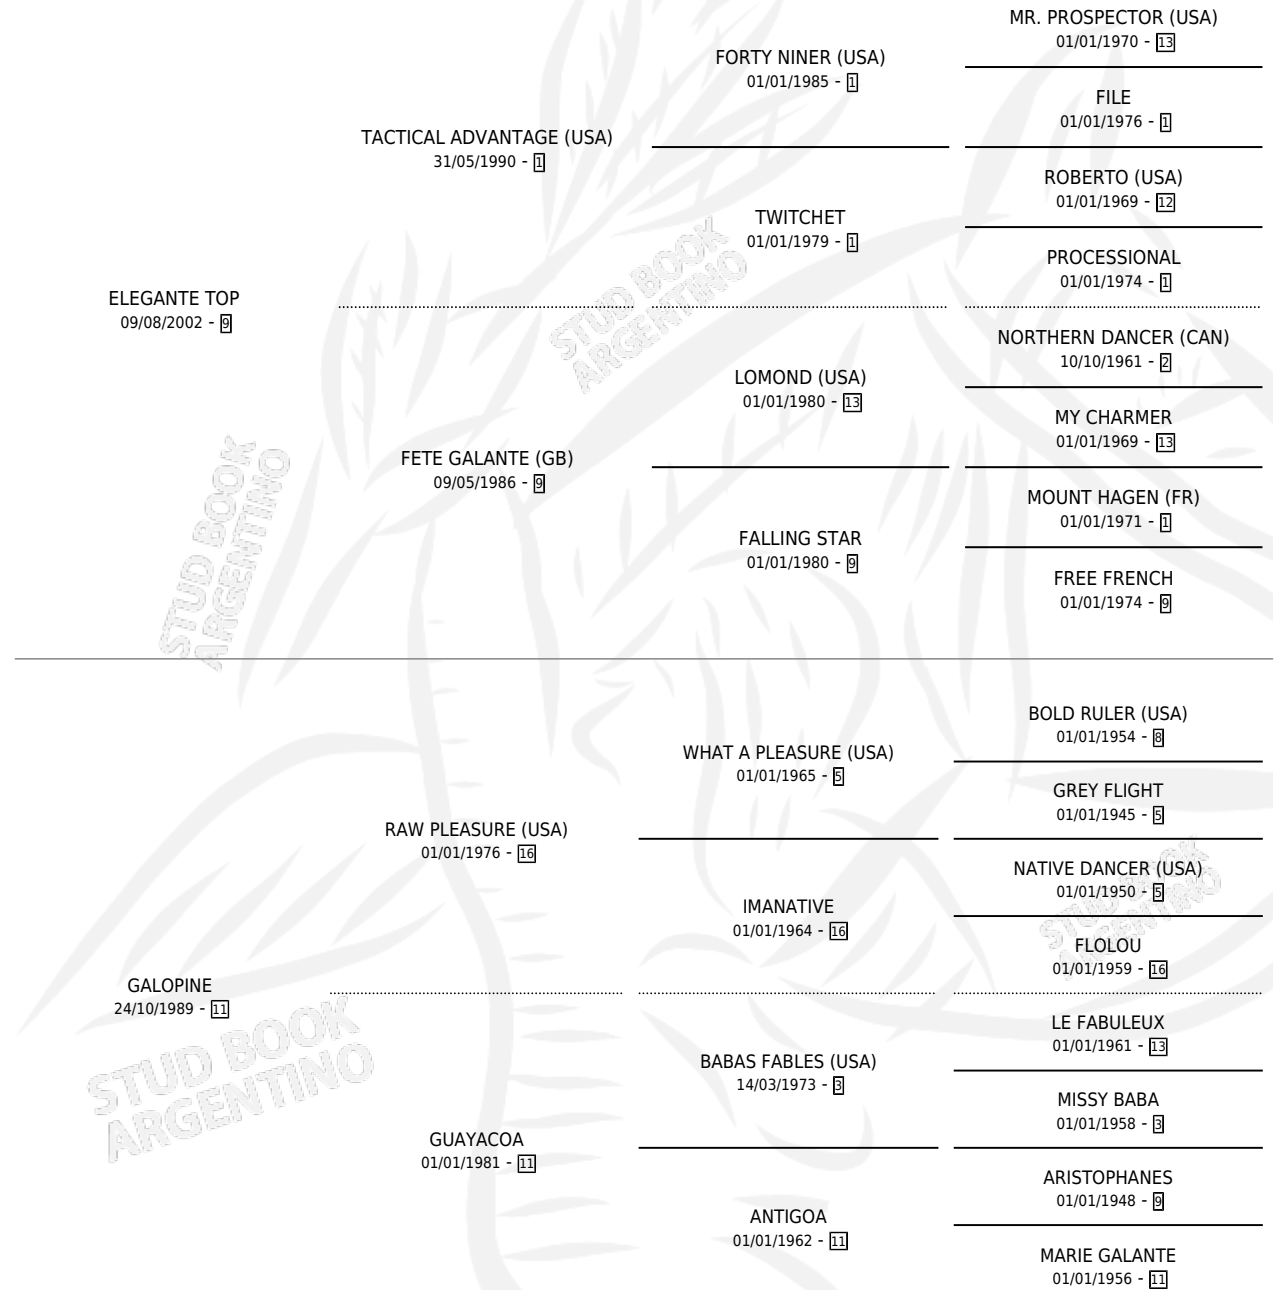 MR. PROSPECTOR (USA)
01/01/1970 - 13
FORTY NINER (USA)
01/01/1985 - 1
FILE
01/01/1976 - 1
TACTICAL ADVANTAGE (USA)
31/05/1990 - 1
ROBERTO (USA)
01/01/1969 - 12
TWITCHET
01/01/1979 - 1
PROCESSIONAL
01/01/1974 - 1
ELEGANTE TOP
09/08/2002 - 9
STUD BOOK
ARGENTINO
NORTHERN DANCER (CAN)
10/10/1961 - 2
LOMOND (USA)
01/01/1980 - 13
MY CHARMER
01/01/1969 - 13
FETE GALANTE (GB)
09/05/1986 - 9
MOUNT HAGEN (FR)
01/01/1971 - 1
FALLING STAR
01/01/1980 - 9
FREE FRENCH
01/01/1974 - 9
STUD BOOK
ARGENTINO
BOLD RULER (USA)
01/01/1954 - 8
WHAT A PLEASURE (USA)
01/01/1965 - 5
GREY FLIGHT
01/01/1945 - 5
RAW PLEASURE (USA)
01/01/1976 - 16
NATIVE DANCER (USA)
01/01/1950 - 5
STUD BOOK
ARGENTINO
IMANATIVE
01/01/1964 - 16
FLOLOU
01/01/1959 - 16
GALOPINE
24/10/1989 - 11
LE FABULEUX
01/01/1961 - 13
BABAS FABLES (USA)
14/03/1973 - 3
MISSY BABA
01/01/1958 - 3
STUD BOOK
ARGENTINO
GUAYACOA
01/01/1981 - 11
ARISTOPHANES
01/01/1948 - 9
ANTIGOA
01/01/1962 - 11
MARIE GALANTE
01/01/1956 - 11